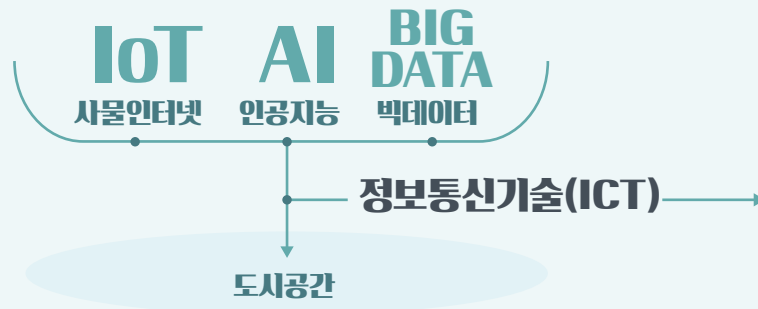 IoT
사물인터넷
AI
인공지능
BIG
DATA
빅데이터
정보통신기술(ICT)
도시공간